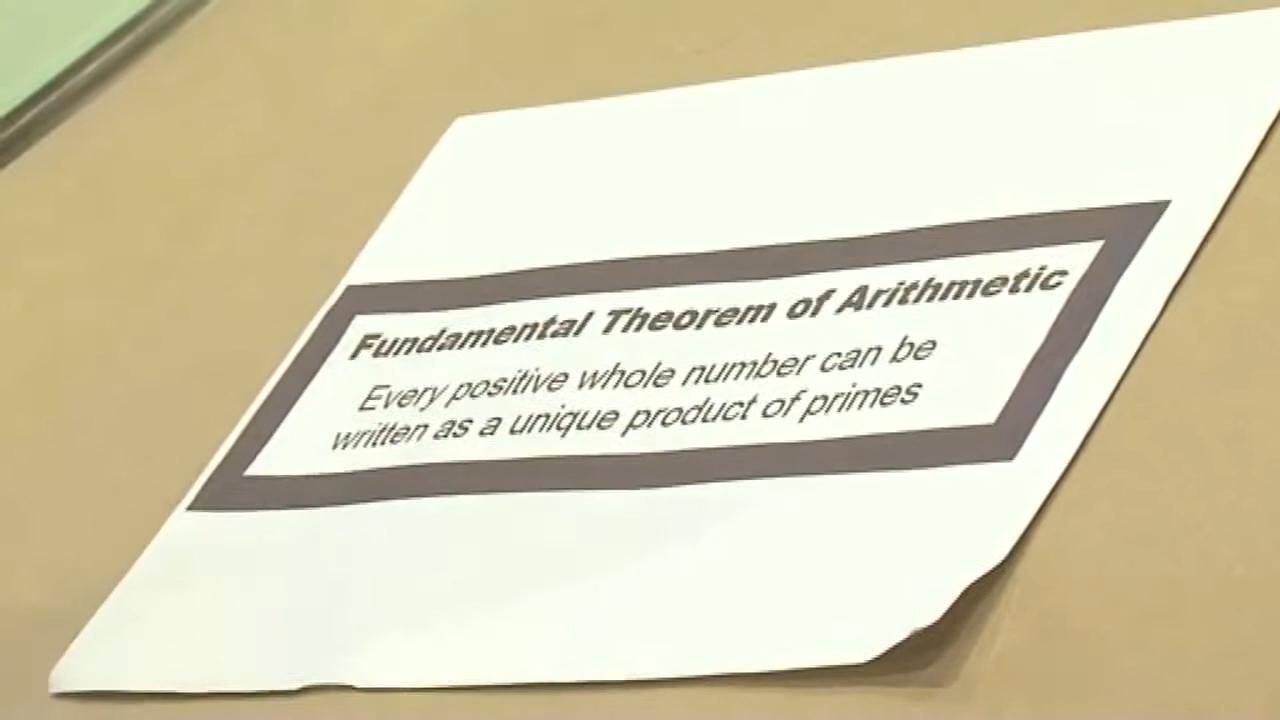 Fundamental Theorem of Arithmetic
Every positive whole number can be
written as a unique product of primes